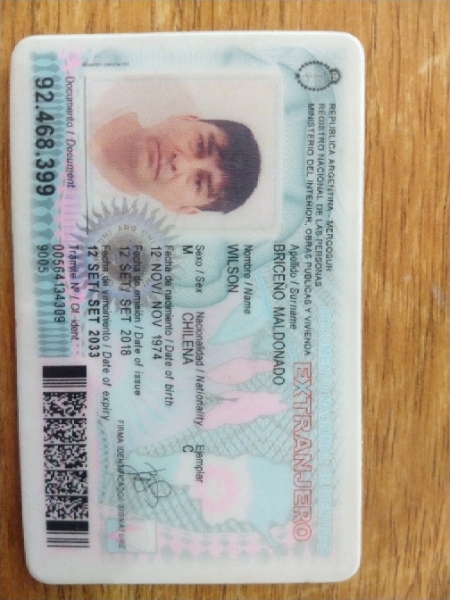 REPUBLICA ARGENTINA - MERCOSUR
REGISTRO NACIONAL DE LAS PERSONAS
MINISTERIO DEL INTERIOR, OBRAS PUBLICAS Y VIVIENDA
EXTRANJERO
Apellido / Surname
BRICEÑO MALDONADO
Nombre / Name
WILSON
Sexo / Sex Nacionalidad / Nationality Ejemplar
M CHILENA C
Fecha de nacimiento / Date of birth
12 NOV/ NOV 1974
Fecha de emisión / Date of issue
12 SET/ SET 2018
Fecha de vencimiento / Date of expiry
12 SET/ SET 2033
FIRMA IDENTIFICADO / SIGNATURE
Documento / Document
92.468.399
Trámite Nº / Of. ident.
00564134309
9005